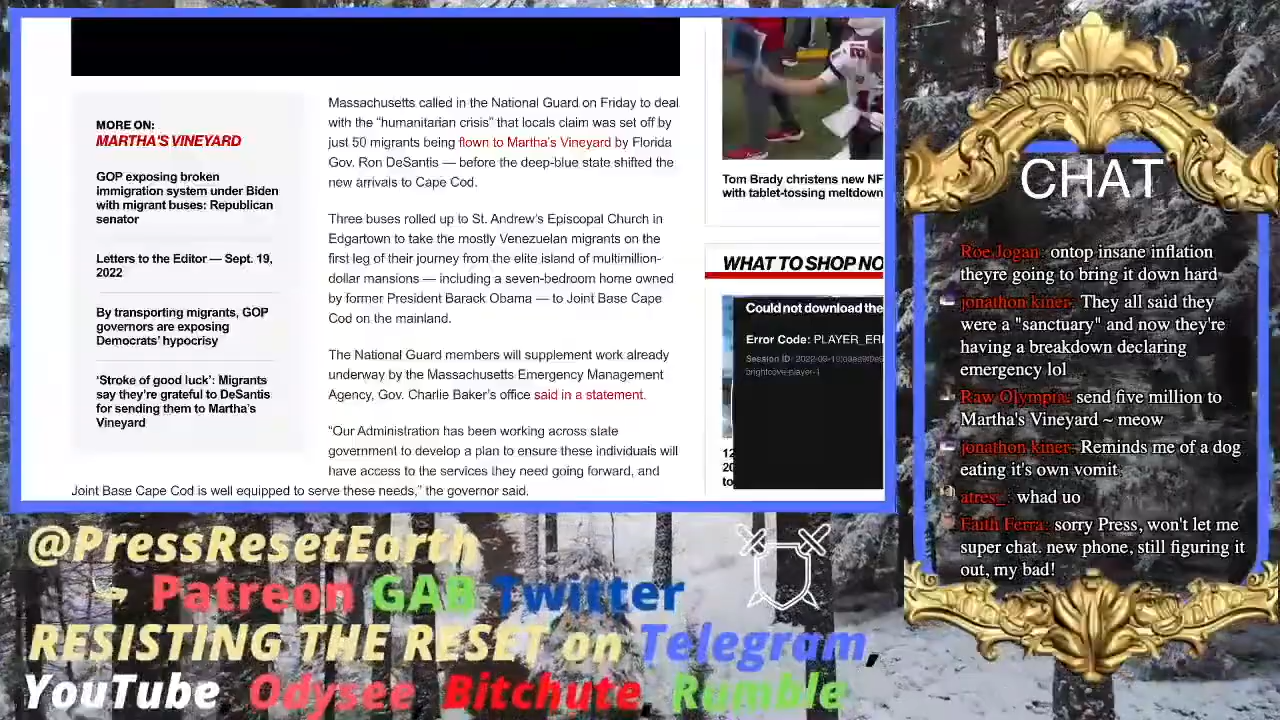 MORE ON:
MARTHA'S VINEYARD
GOP exposing broken
immigration system under Biden
with migrant buses: Republican
senator
Letters to the Editor — Sept. 19,
2022
By transporting migrants, GOP
governors are exposing
Democrats' hypocrisy
'Stroke of good luck': Migrants
say they're grateful to DeSantis
for sending them to Martha's
Vineyard
Massachusetts called in the National Guard on Friday to deal
with the “humanitarian crisis” that locals claim was set off by
just 50 migrants being flown to Martha's Vineyard by Florida
Gov. Ron DeSantis — before the deep-blue state shifted the
new arrivals to Cape Cod.
Three buses rolled up to St. Andrew's Episcopal Church in
Edgartown to take the mostly Venezuelan migrants on the
first leg of their journey from the elite island of multimillion-
dollar mansions — including a seven-bedroom home owned
by former President Barack Obama — to Joint Base Cape
Cod on the mainland.
The National Guard members will supplement work already
underway by the Massachusetts Emergency Management
Agency, Gov. Charlie Baker's office said in a statement.
“Our Administration has been working across state
government to develop a plan to ensure these individuals will
have access to the services they need going forward, and
Joint Base Cape Cod is well equipped to serve these needs,” the governor said.
Tom Brady christens new NF
with tablet-tossing meltdown
WHAT TO SHOP NO
Could not download the
Error Code: PLAYER_ER
Session ID: 2022-09-
brightcove-player-1
12
20
to
CHAT
Roe Jogan: ontop insane inflation
theyre going to bring it down hard
jonathon kiner: They all said they
were a "sanctuary" and now they're
having a breakdown declaring
emergency lol
Raw Olympia: send five million to
Martha's Vineyard ~ meow
jonathon kiner: Reminds me of a dog
eating it's own vomit
atres_: whad uo
Faith Ferra: sorry Press, won't let me
super chat. new phone, still figuring it
out, my bad!
@PressResetEarth
Patreon GAB Twitter
RESISTING THE RESET on Telegram,
YouTube Odysee Bitchute, Rumble